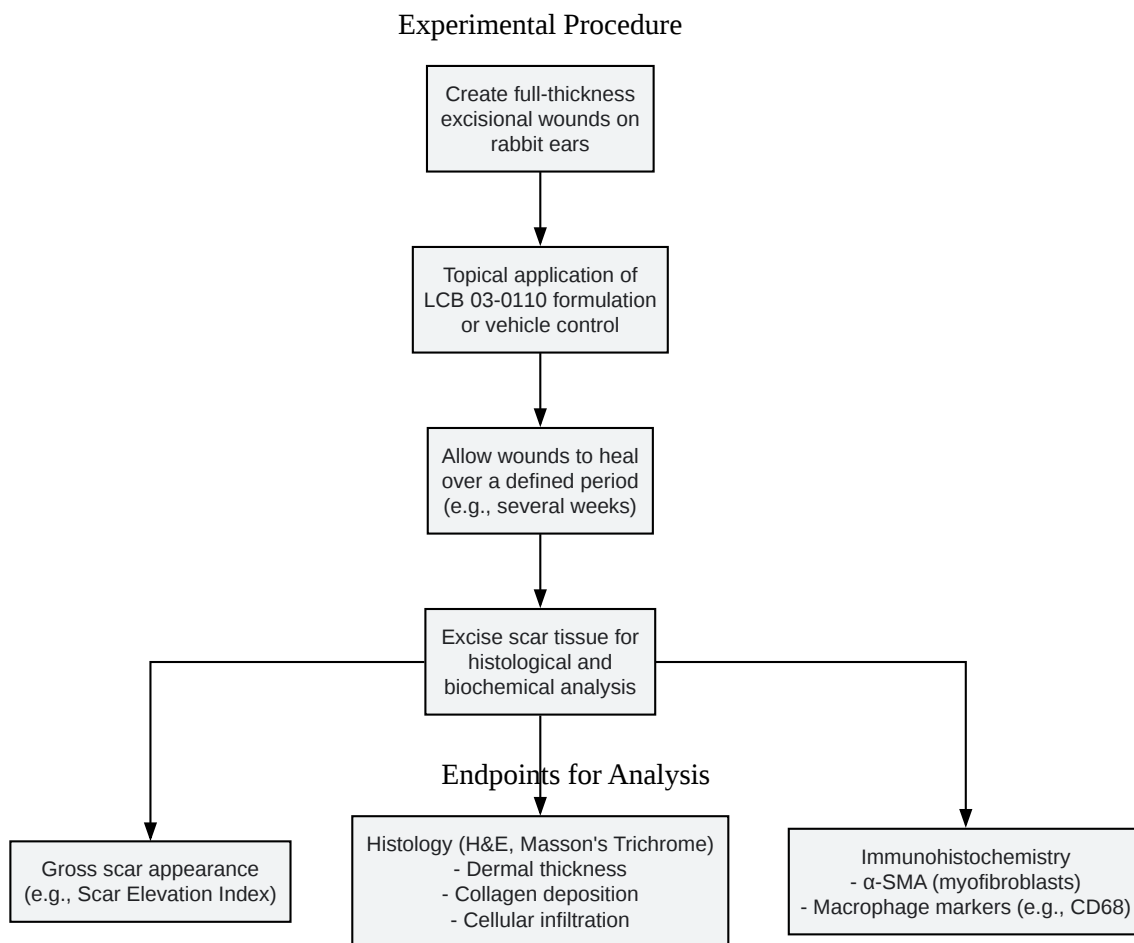 Experimental Procedure
Create full-thickness
excisional wounds on
rabbit ears
Topical application of
LCB 03-0110 formulation
or vehicle control
Allow wounds to heal
over a defined period
(e.g., several weeks)
Excise scar tissue for
histological and
biochemical analysis
Endpoints for Analysis
Gross scar appearance
(e.g., Scar Elevation Index)
Histology (H&E, Masson's Trichrome)
- Dermal thickness
- Collagen deposition
- Cellular infiltration
Immunohistochemistry
- α-SMA (myofibroblasts)
- Macrophage markers (e.g., CD68)